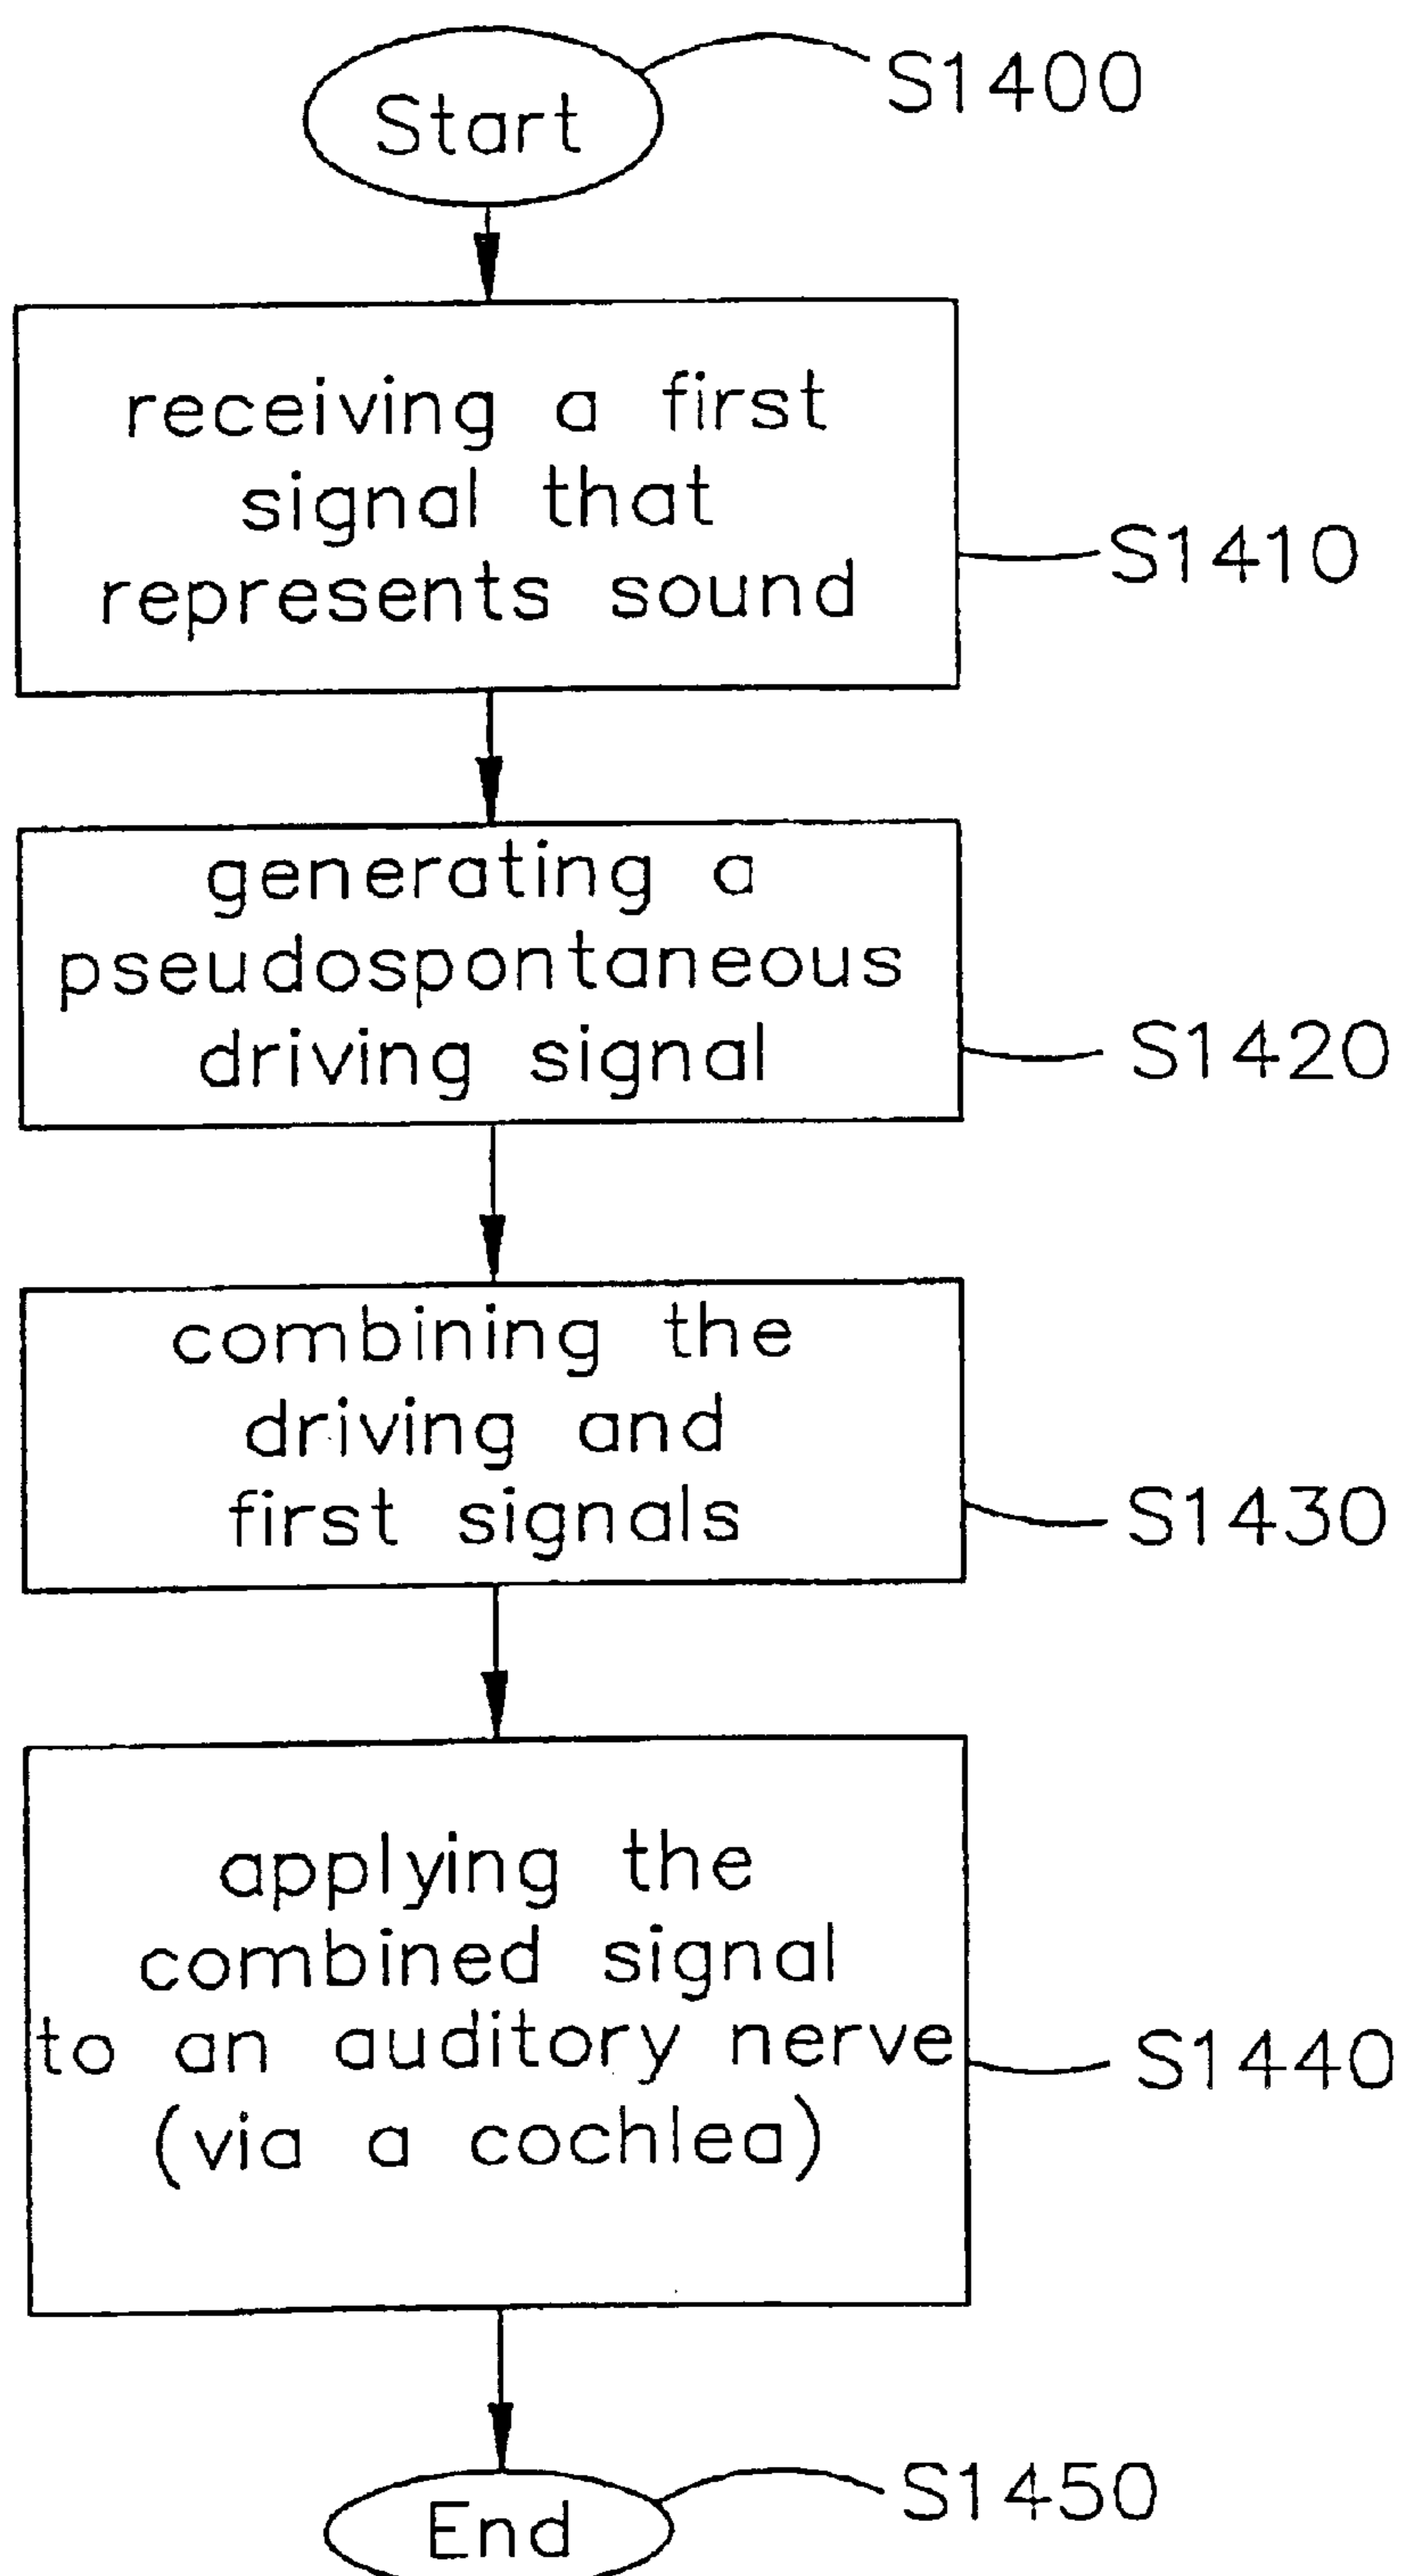 Start
S1400
receiving a first
signal that
represents sound
S1410
generating a
pseudospontaneous
driving signal
S1420
combining the
driving and
first signals
S1430
applying the
combined signal
to an auditory nerve
(via a cochlea)
S1440
End
S1450